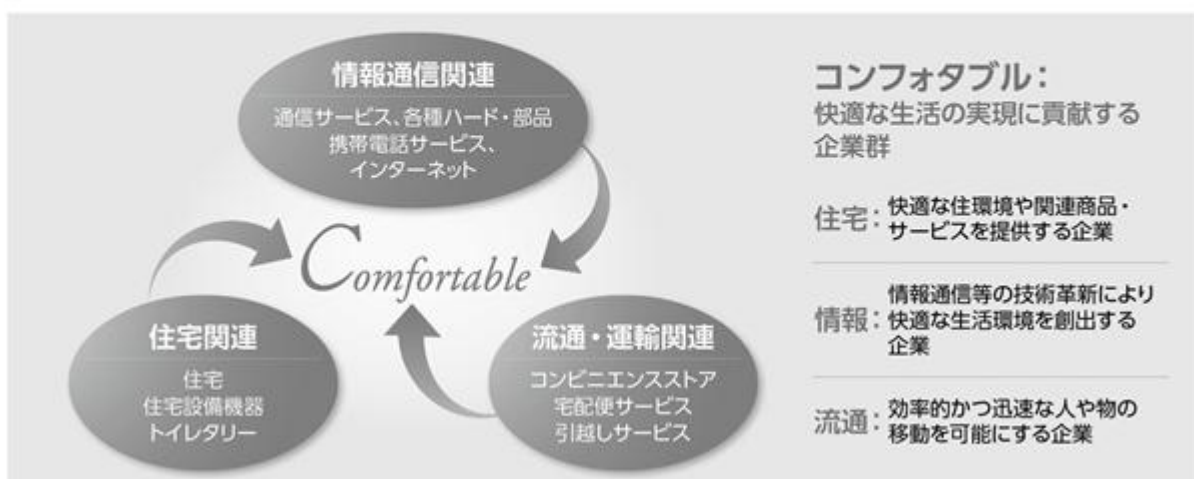 情報通信関連
通信サービス、各種ハード・部品
携帯電話サービス、
インターネット
Comfortable
住宅関連
住宅
住宅設備機器
トイレタリー
流通・運輸関連
コンビニエンスストア
宅配便サービス
引越しサービス
コンフォタブル：
快適な生活の実現に貢献する
企業群
住宅：快適な住環境や関連商品・
サービスを提供する企業
情報：情報通信等の技術革新により
快適な生活環境を創出する
企業
流通：効率的かつ迅速な人や物の
移動を可能にする企業